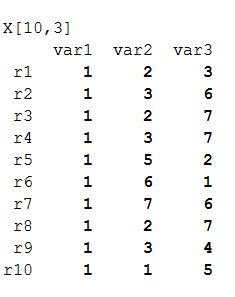 X[10,3]
var1 var2 var3
r1 1 2 3
r2 1 3 6
r3 1 2 7
r4 1 3 7
r5 1 5 2
r6 1 6 1
r7 1 7 6
r8 1 2 7
r9 1 3 4
r10 1 1 5